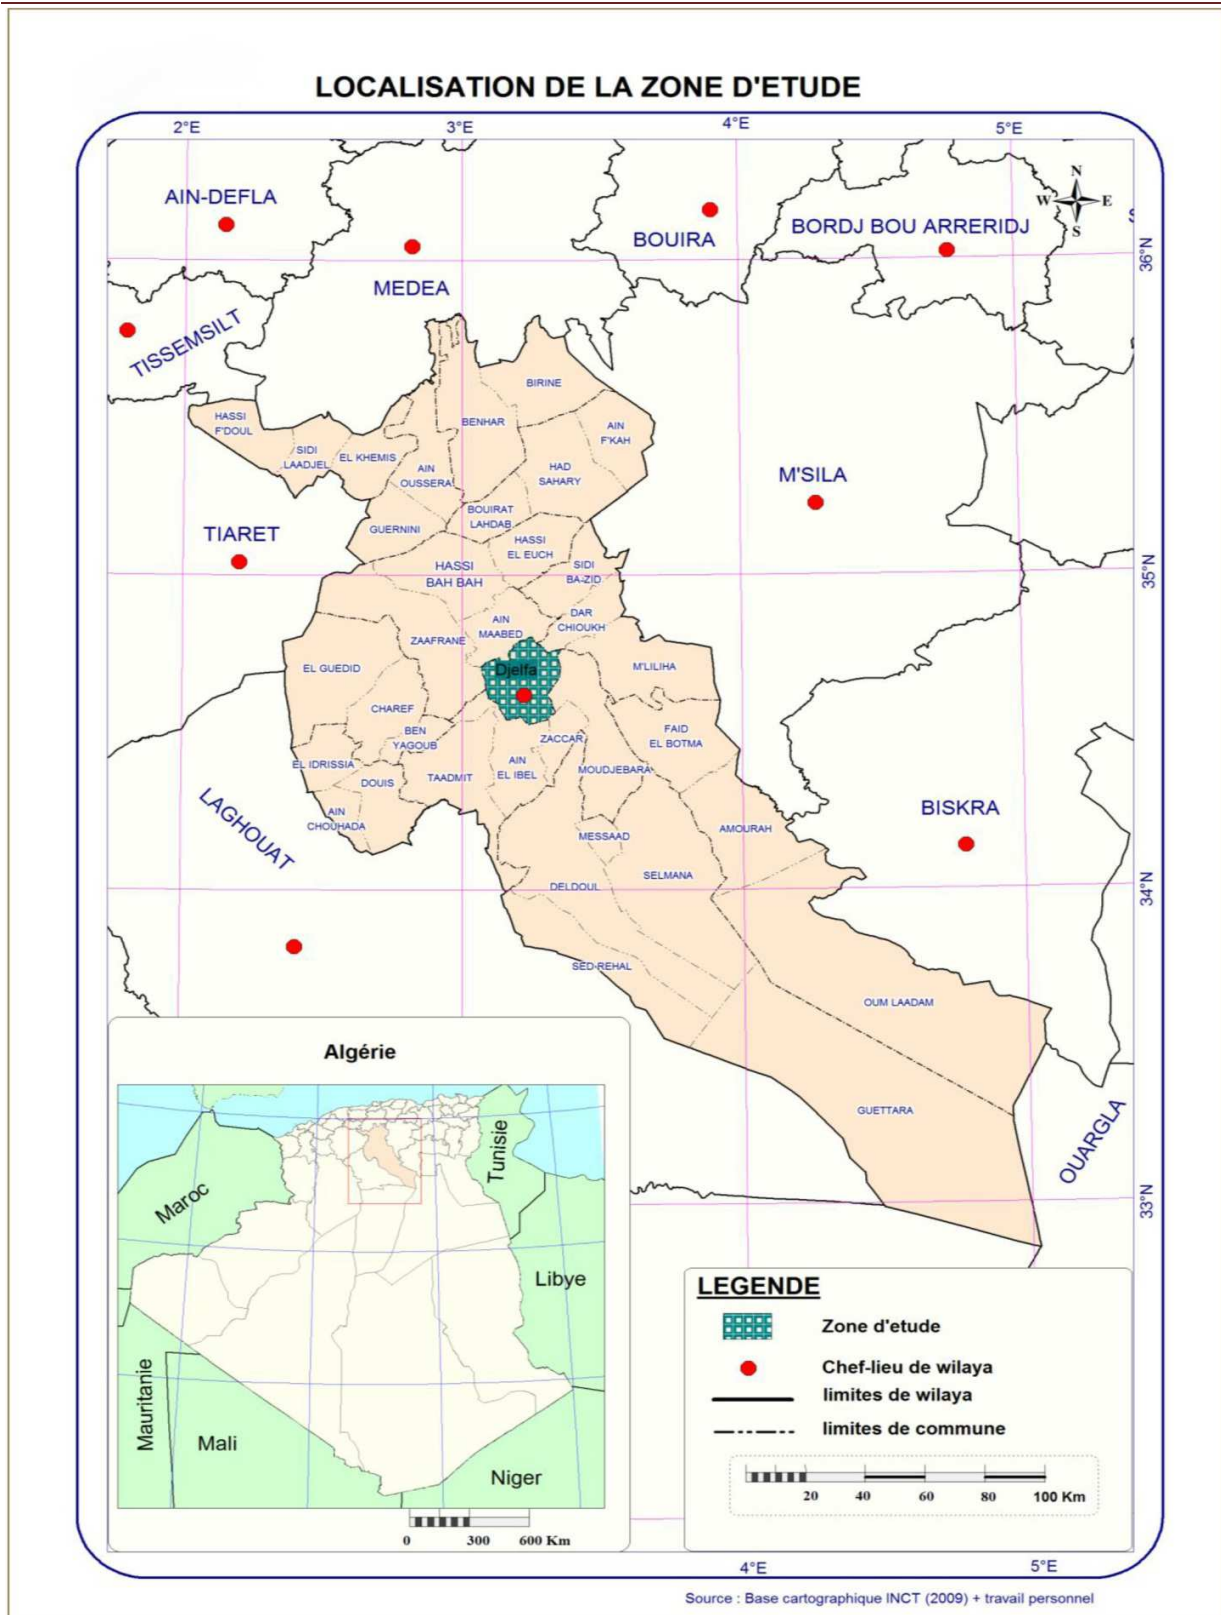 LOCALISATION DE LA ZONE D'ETUDE
2°E
3°E
4°E
5°E
N
W
E
S
AIN-DEFLA
BOUIRA
BORDJ BOU ARRERIDJ
S
36°N
MEDEA
TISSEMSILT
BIRINE
HASSI
F'DOUL
BENHAR
AIN
F'KAH
SIDI
LAADJEL
EL KHEMIS
AIN
OUSSERA
HAD
SAHARY
M'SILA
BOUIRAT
LAHDAB
GUERNINI
TIARET
HASSI
EL EUCH
HASSI
BAH BAH
SIDI
BA-ZID
35°N
AIN
MAABED
DAR
CHIOUKH
ZAAFRANE
EL GUEDID
Djelfa
M'LILIHA
CHAREF
BEN
YAGOUB
ZACCAR
FAID
EL BOTMA
EL IDRISSIA
DOUIS
TAADMIT
AIN
EL IBEL
MOUDJEBARA
AIN
CHOUHADA
LAGHOUAT
MESSAAD
AMOURAH
BISKRA
DELDOUL
SELMANA
34°N
SED-REHAL
OUM LAADAM
GUETTARA
OUARGLA
33°N
Algérie
Maroc
Tunisie
Libye
Mauritanie
Mali
Niger
0
300
600 Km
LEGENDE
Zone d'etude
Chef-lieu de wilaya
limites de wilaya
limites de commune
20
40
60
80
100 Km
4°E
5°E
Source : Base cartographique INCT (2009) + travail personnel